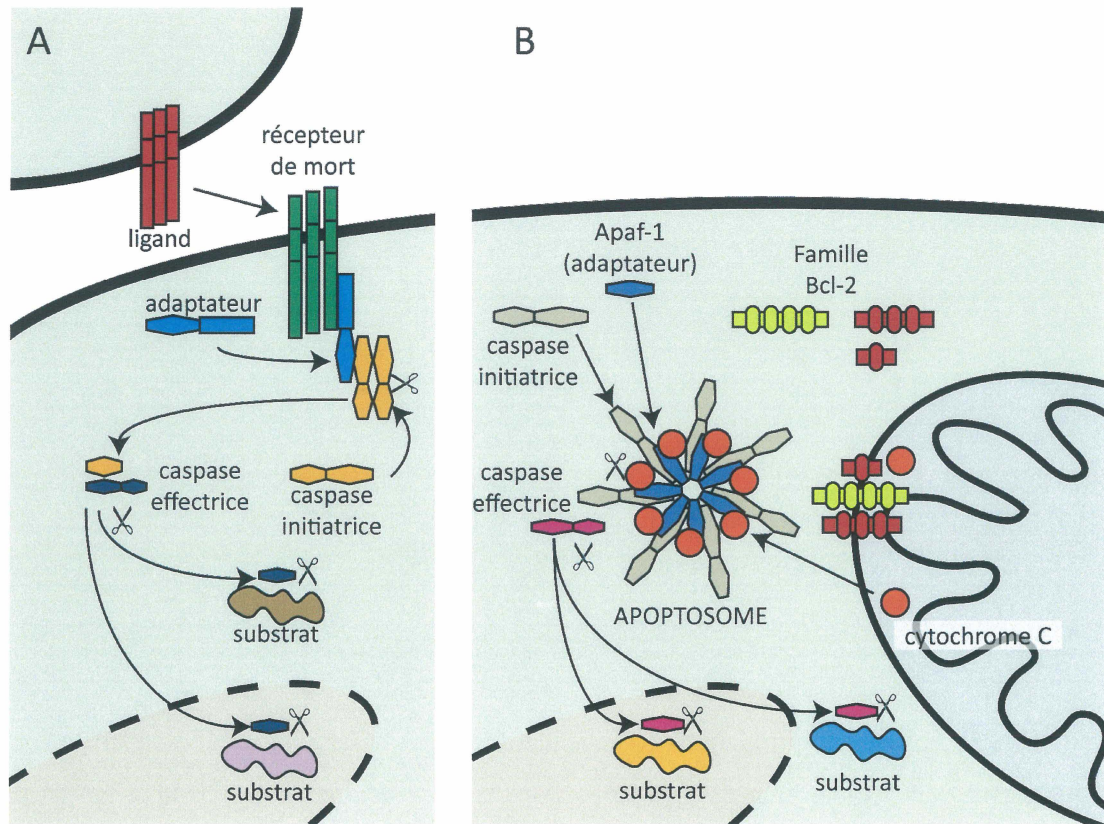 A
récepteur
de mort
ligand
adaptateur
caspase
effectrice
caspase
initiatrice
substrat
substrat
B
Apaf-1
(adaptateur)
Famille
Bcl-2
caspase
initiatrice
caspase
effectrice
APOPTOSOME
cytochrome C
substrat
substrat